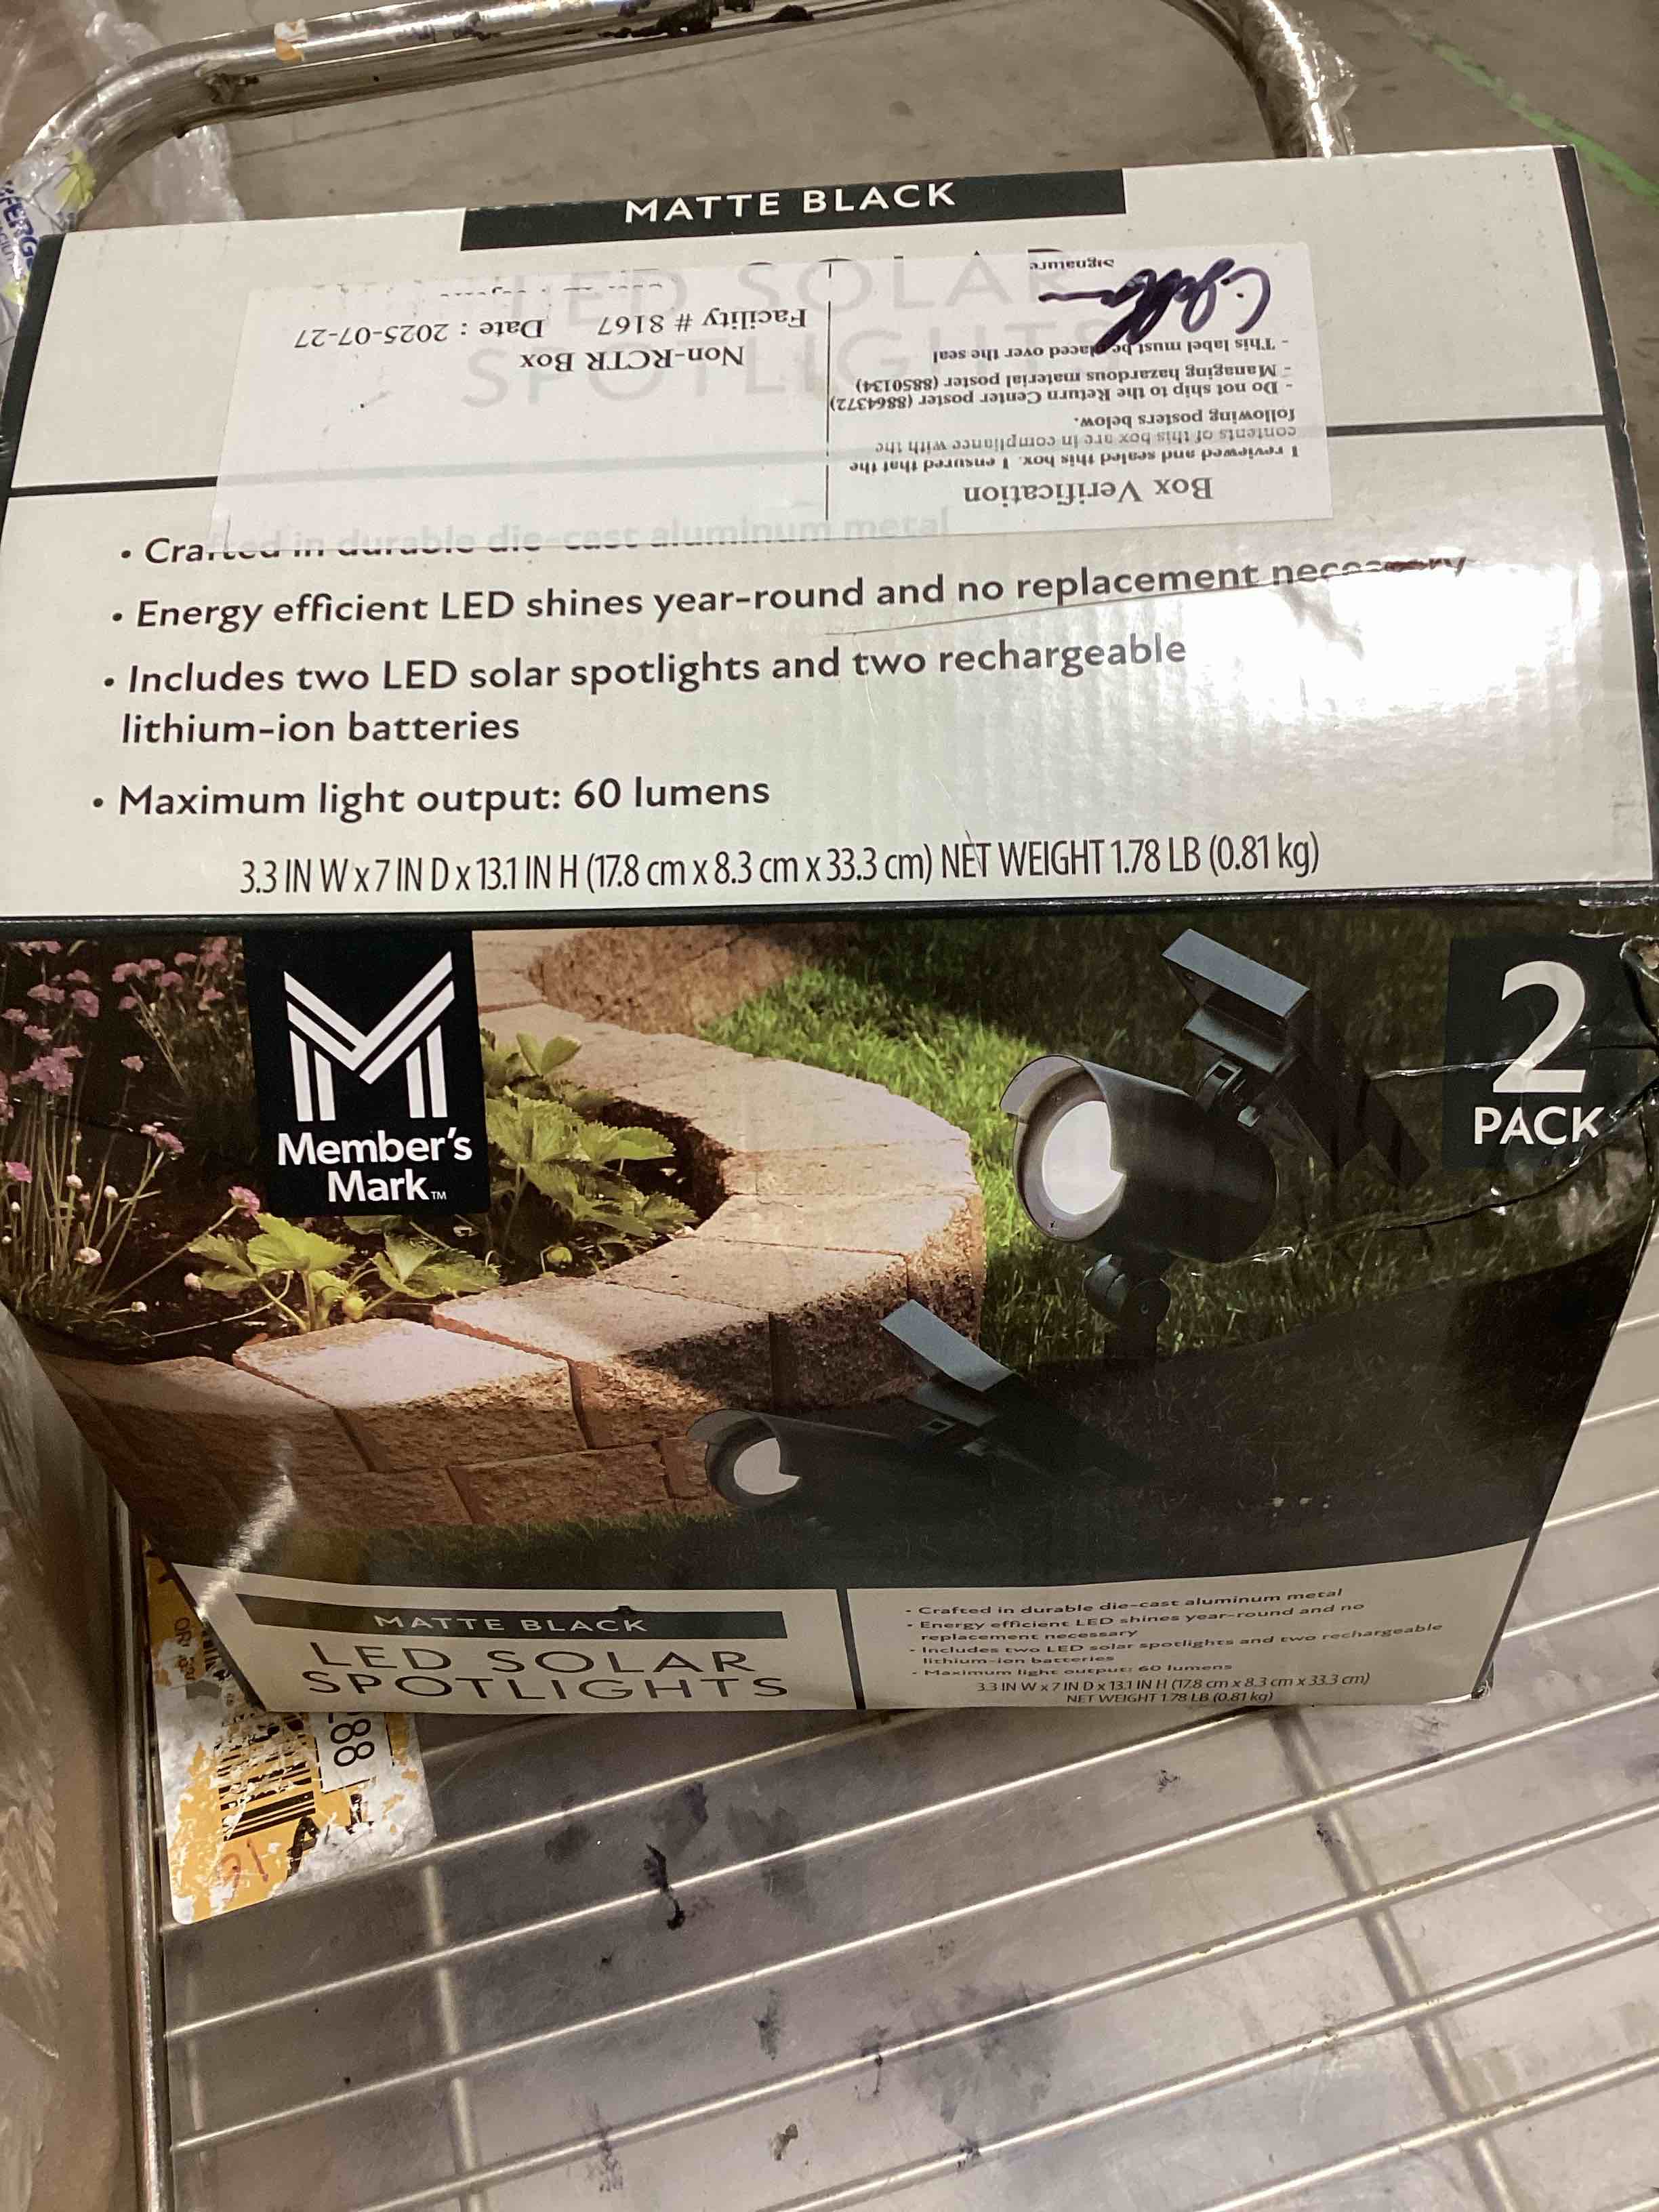 MATTE BLACK
LED SOLAR
SPOTLIGHTS
Box Verification
I reviewed and sealed this box. I ensured that the
contents of this box are in compliance with the
following posters below.
- Do not ship to the Return Center poster (8864372)
- Managing hazardous material poster (8850134)
- This label must be placed over the seal
Signature
Non-RCTR Box
Facility # 8167 Date : 2025-07-27
• Crafted in durable die-cast aluminum metal
• Energy efficient LED shines year-round and no replacement necessary
• Includes two LED solar spotlights and two rechargeable
lithium-ion batteries
• Maximum light output: 60 lumens
3.3 IN W x 7 IN D x 13.1 IN H (17.8 cm x 8.3 cm x 33.3 cm) NET WEIGHT 1.78 LB (0.81 kg)
Member's
Mark™
2
PACK
MATTE BLACK
LED SOLAR
SPOTLIGHTS
• Crafted in durable die-cast aluminum metal
• Energy efficient LED shines year-round and no
replacement necessary
• Includes two LED solar spotlights and two rechargeable
lithium-ion batteries
• Maximum light output: 60 lumens
3.3 IN W x 7 IN D x 13.1 IN H (17.8 cm x 8.3 cm x 33.3 cm)
NET WEIGHT 1.78 LB (0.81 kg)